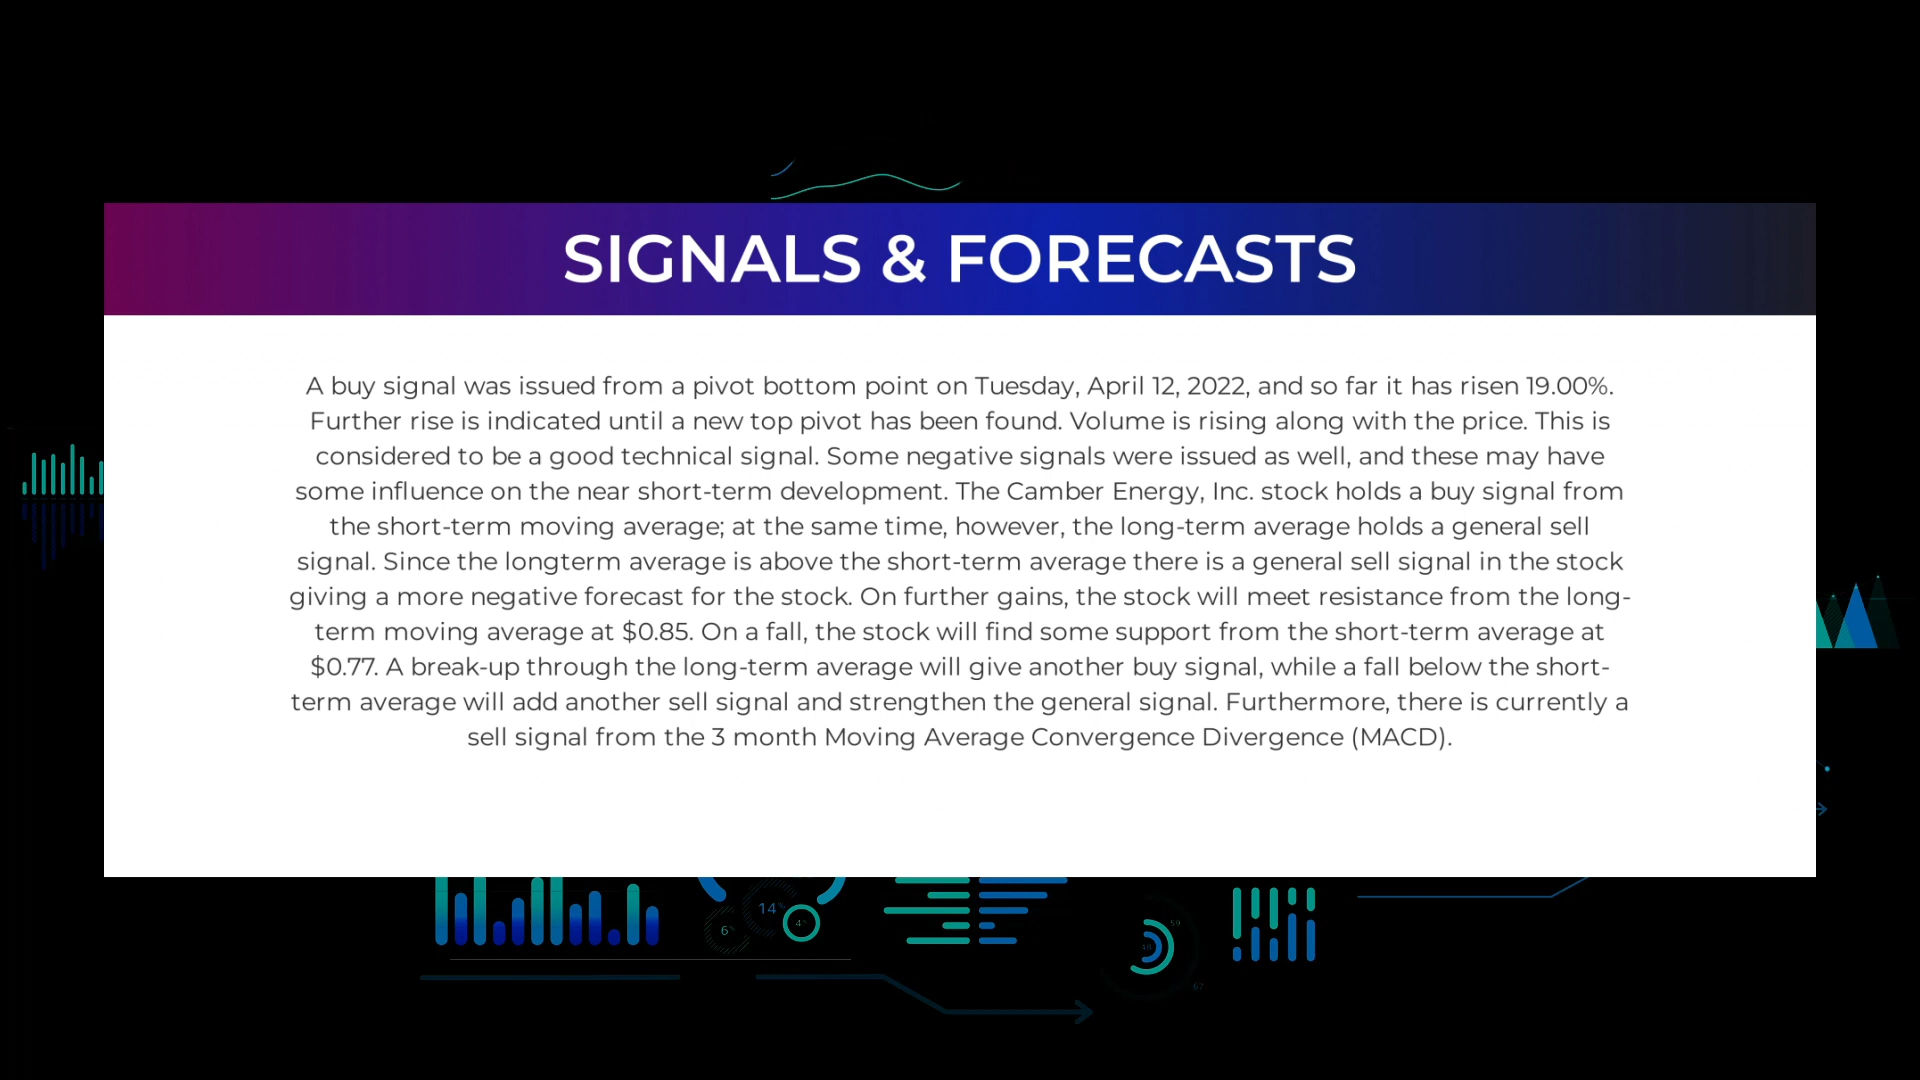 SIGNALS & FORECASTS
A buy signal was issued from a pivot bottom point on Tuesday, April 12, 2022, and so far it has risen 19.00%.
Further rise is indicated until a new top pivot has been found. Volume is rising along with the price. This is
considered to be a good technical signal. Some negative signals were issued as well, and these may have
some influence on the near short-term development. The Camber Energy, Inc. stock holds a buy signal from
the short-term moving average; at the same time, however, the long-term average holds a general sell
signal. Since the longterm average is above the short-term average there is a general sell signal in the stock
giving a more negative forecast for the stock. On further gains, the stock will meet resistance from the long-
term moving average at $0.85. On a fall, the stock will find some support from the short-term average at
$0.77. A break-up through the long-term average will give another buy signal, while a fall below the short-
term average will add another sell signal and strengthen the general signal. Furthermore, there is currently a
sell signal from the 3 month Moving Average Convergence Divergence (MACD).
14
6
4
59
67